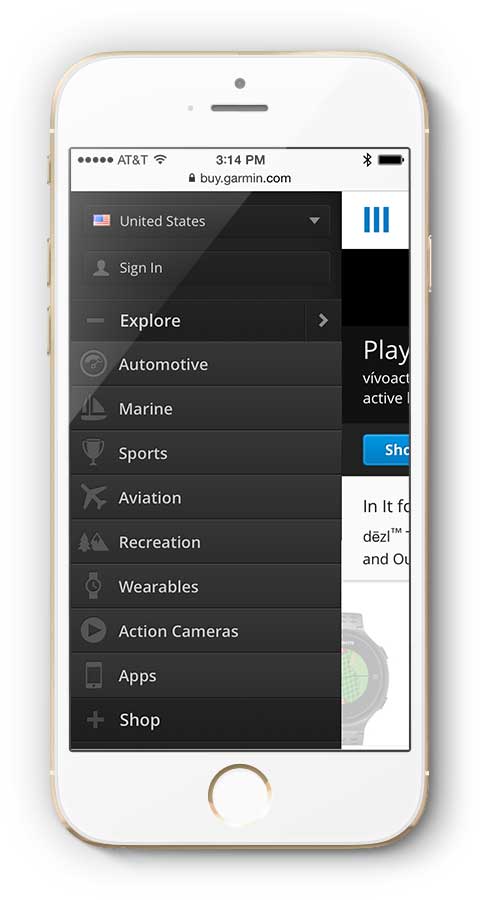 AT&T
3:14 PM
buy.garmin.com
United States
Sign In
Explore
Automotive
Marine
Sports
Aviation
Recreation
Wearables
Action Cameras
Apps
Shop
Play
vívoact
active
Sho
In It fo
dēzl™
and Ou